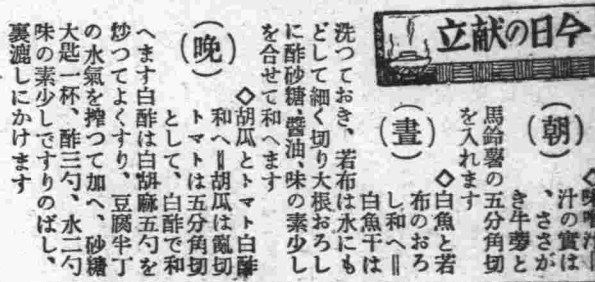 今日の献立
（朝）
◇味噌汁‖
汁の實は
、ささが
き牛蒡と
馬鈴薯の五分角切
を入れます
（晝）
◇白魚と若
布のおろ
し和へ‖
白魚干は
洗つておき、若布は水にも
どして細く切り大根おろし
に酢砂糖、醤油、味の素少し
を合せて和へます
（晩）
◇胡瓜とトマト白酢
和へ‖胡瓜は亂切
トマトは五分角切
として、白酢で和
へます白酢は白胡麻五勺を
炒つてよくすり、豆腐半丁
の水氣を搾つて加へ、砂糖
大匙一杯、酢三勺、水二勺
味の素少しですりのばし、
裏漉しにかけます